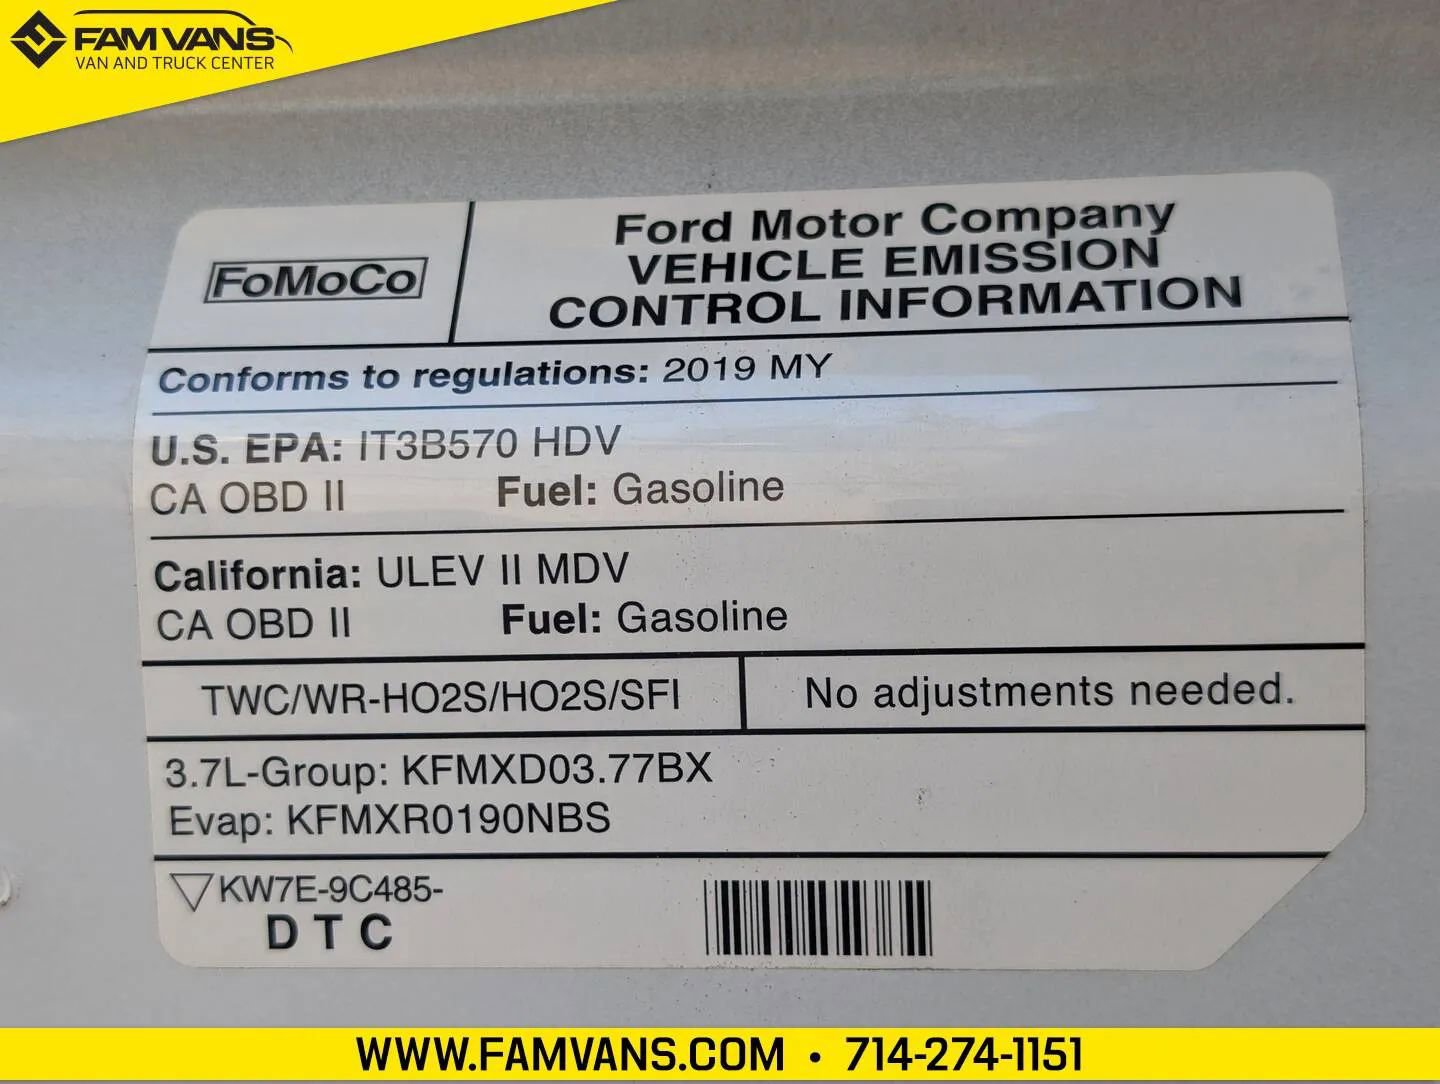 FAM VANS
VAN AND TRUCK CENTER
FoMoCo
Ford Motor Company
VEHICLE EMISSION
CONTROL INFORMATION
Conforms to regulations: 2019 MY
U.S. EPA: IT3B570 HDV
CA OBD II Fuel: Gasoline
California: ULEV II MDV
CA OBD II Fuel: Gasoline
TWC/WR-HO2S/HO2S/SFI No adjustments needed.
3.7L-Group: KFMXD03.77BX
Evap: KFMXR0190NBS
KW7E-9C485-
D T C
WWW.FAMVANS.COM • 714-274-1151